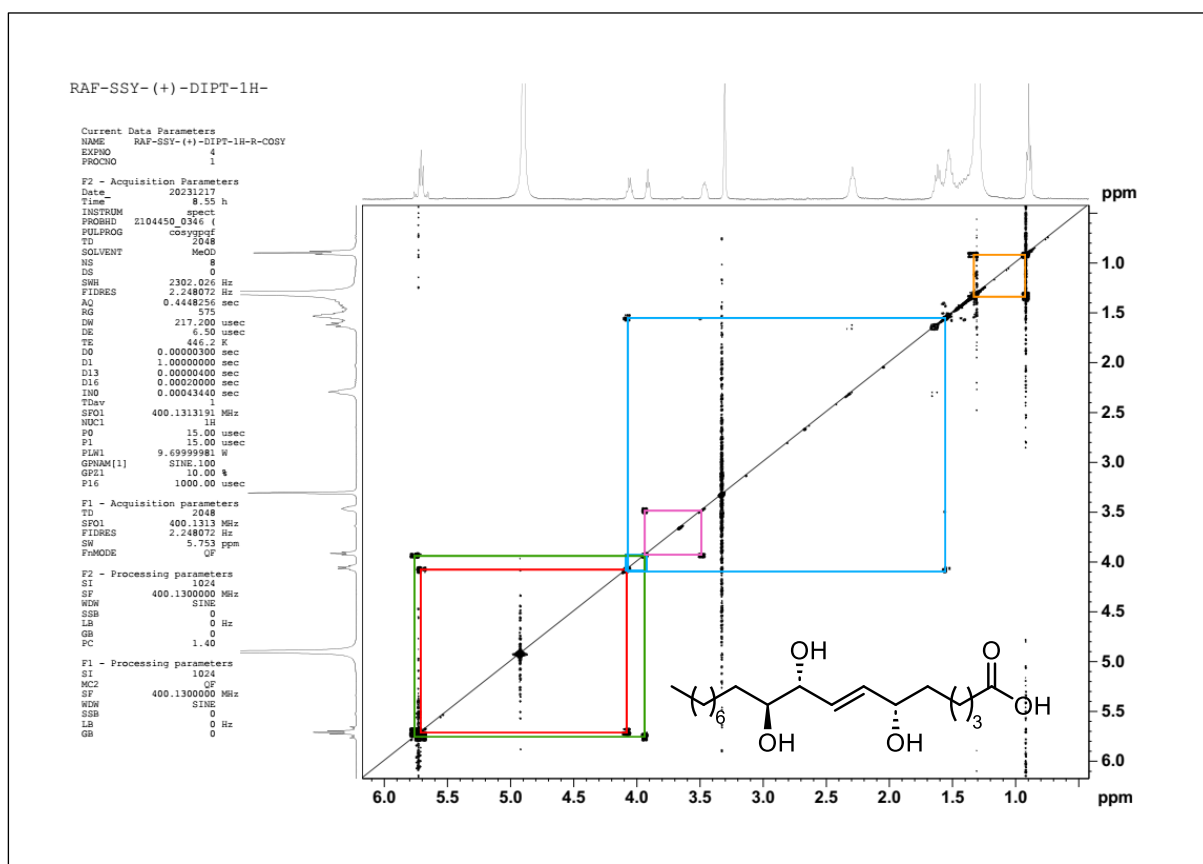 RAF-SSY-(+)-DIPT-1H-
Current Data Parameters
NAME RAF-SSY-(+)-DIPT-1H-R-COSY
EXPNO 4
PROCNO 1
F2 - Acquisition Parameters
Date_ 20231217
Time 8.55 h
INSTRUM spect
PROBHD Z104450_0346 (
PULPROG cosygpqf
TD 2048
SOLVENT MeOD
NS 8
DS 0
SWH 2302.026 Hz
FIDRES 2.248072 Hz
AQ 0.4448256 sec
RG 575
DW 217.200 usec
DE 6.50 usec
TE 446.2 K
D0 0.00000300 sec
D1 1.00000000 sec
D13 0.00000400 sec
D16 0.00020000 sec
IN0 0.00043440 sec
TDav 1
SFO1 400.1313191 MHz
NUC1 1H
P0 15.00 usec
P1 15.00 usec
PLW1 9.69999981 W
GPNAM[1] SINE.100
GPZ1 10.00 %
P16 1000.00 usec
F1 - Acquisition parameters
TD 2048
SFO1 400.1313 MHz
FIDRES 2.248072 Hz
SW 5.753 ppm
FnMODE QF
F2 - Processing parameters
SI 1024
SF 400.1300000 MHz
WDW SINE
SSB 0
LB 0 Hz
GB 0
PC 1.40
F1 - Processing parameters
SI 1024
MC2 QF
SF 400.1300000 MHz
WDW SINE
SSB 0
LB 0 Hz
GB 0
ppm
1.0
1.5
2.0
2.5
3.0
3.5
4.0
4.5
5.0
5.5
6.0
OH
O
6
3
OH
OH
OH
6.0 5.5 5.0 4.5 4.0 3.5 3.0 2.5 2.0 1.5 1.0 ppm